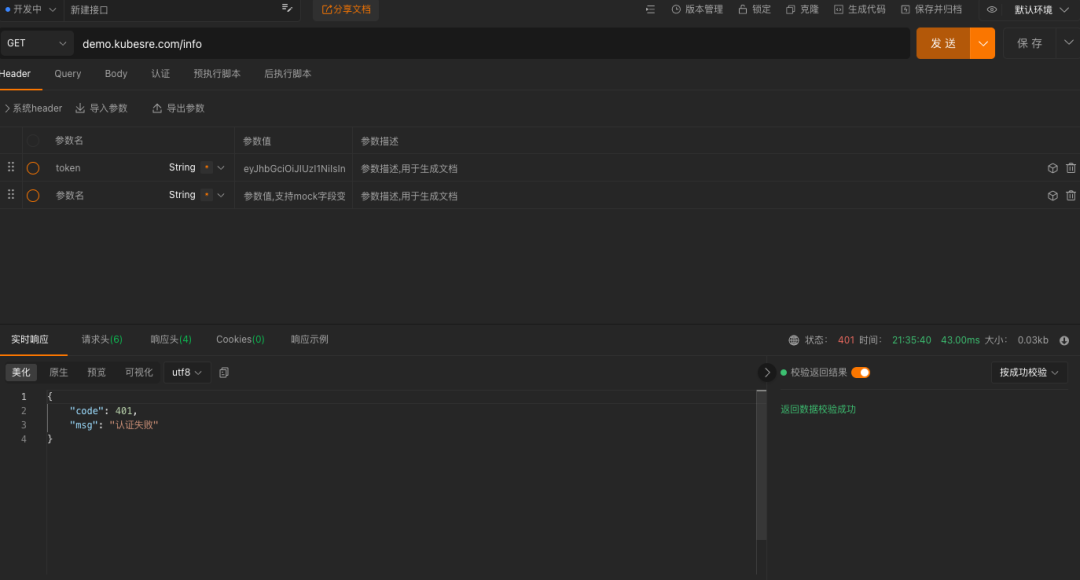 开发中 新建接口 分享文档 版本管理 锁定 克隆 生成代码 保存并归档 默认环境
GET demo.kubesre.com/info 发 送 保 存
Header Query Body 认证 预执行脚本 后执行脚本
系统header 导入参数 导出参数
参数名 参数值 参数描述
token String * eyJhbGciOiJIUzI1NiIsIn 参数描述,用于生成文档
参数名 String * 参数值,支持mock字段变 参数描述,用于生成文档
实时响应 请求头(6) 响应头(4) Cookies(0) 响应示例 状态: 401 时间: 21:35:40 43.00ms 大小: 0.03kb
美化 原生 预览 可视化 utf8 校验返回结果 按成功校验
1 {
2 "code": 401,
3 "msg": "认证失败"
4 }
返回数据校验成功